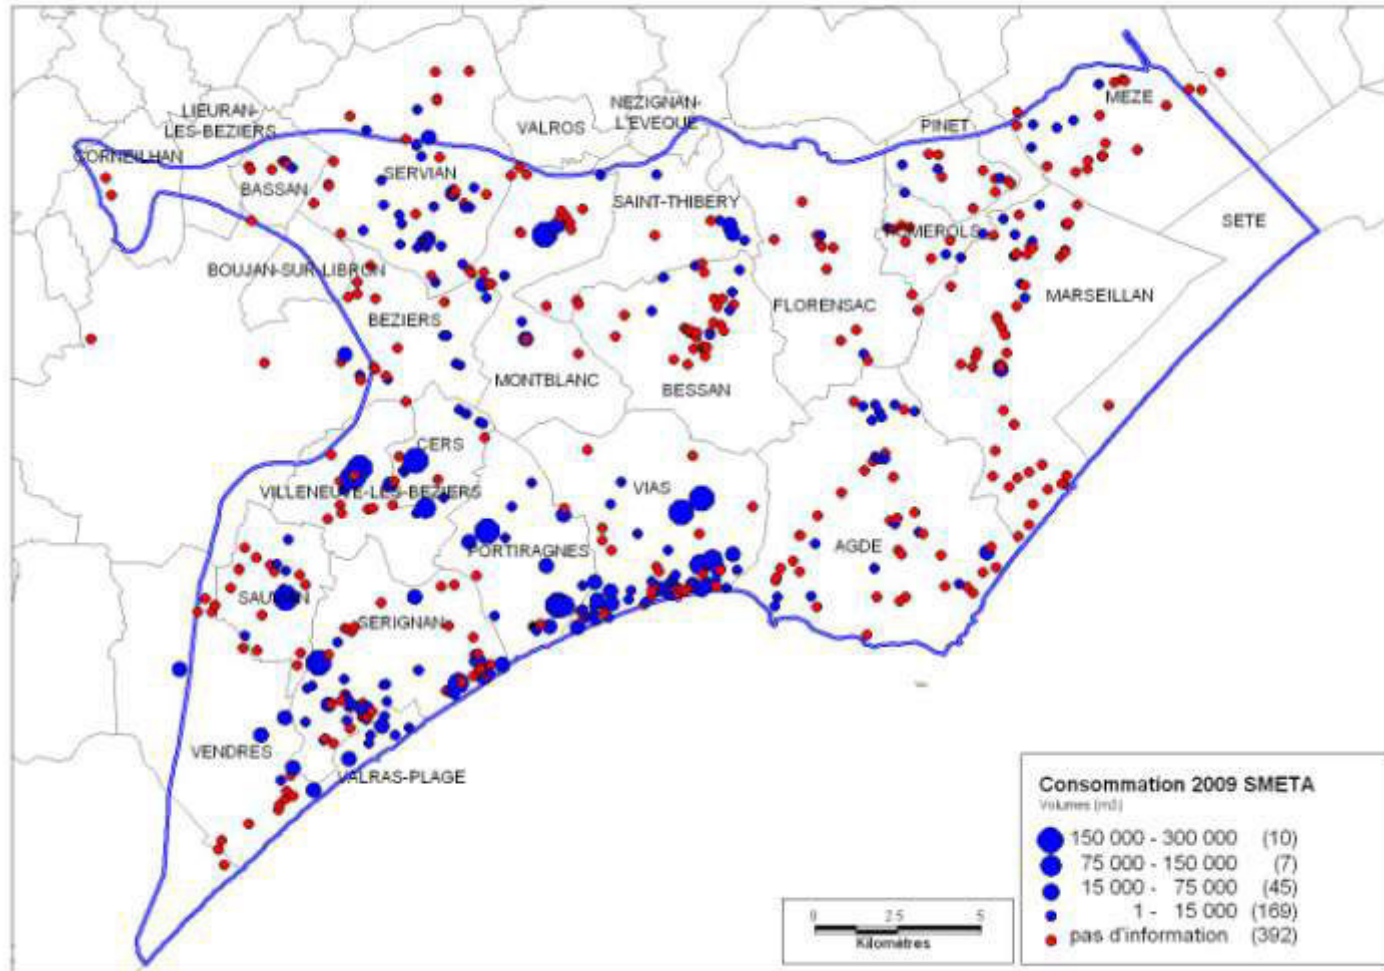 MEZE
LIEURAN-
LES-BEZIERS
NEZIGNAN-
L'EVEQUE
VALROS
PINET
CORNEILHAN
BASSAN
SERVIAN
SAINT-THIBERY
SETE
POMEROLS
BOUJAN-SUR-LIBRON
MARSEILLAN
FLORENSAC
BEZIERS
MONTBLANC
BESSAN
CERS
VILLENEUVE-LES-BEZIERS
VIAS
AGDE
PORTIRAGNES
SAUVIAN
SERIGNAN
VENDRES
VALRAS-PLAGE
Consommation 2009 SMETA
Volumes (m3)
150 000 - 300 000 (10)
75 000 - 150 000 (7)
15 000 - 75 000 (45)
1 - 15 000 (169)
pas d'information (392)
0 2.5 5
Kilomètres